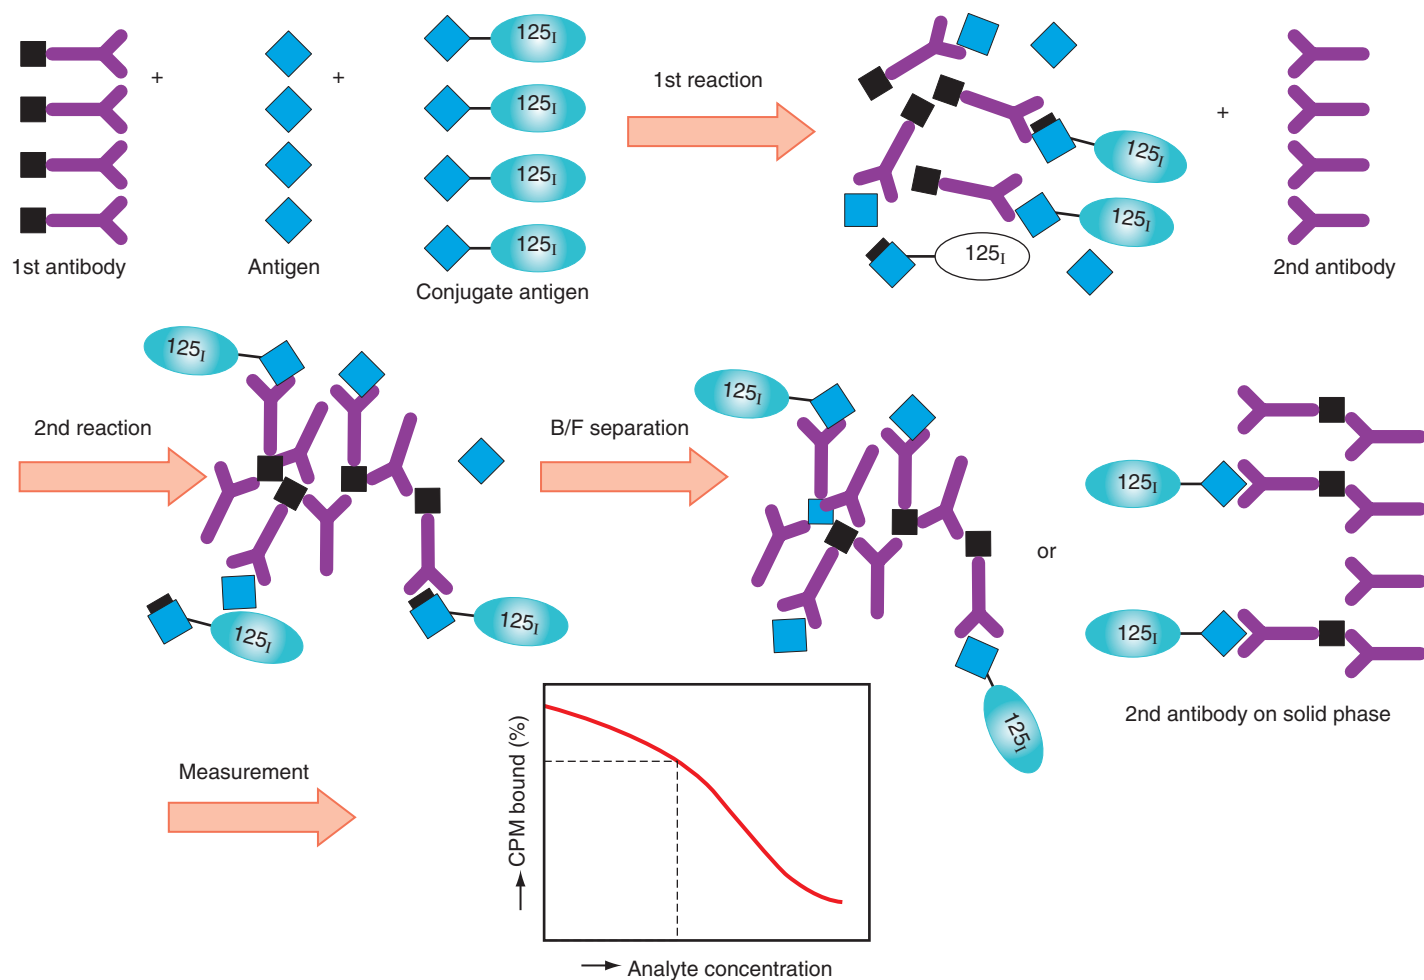 125I
125I
1st reaction
+
+
125I
+
125I
125I
125I
1st antibody
Antigen
125I
Conjugate antigen
125I
125I
2nd antibody
125I
125I
2nd reaction
B/F separation
125I
or
125I
125I
125I
125I
2nd antibody on solid phase
Measurement
CPM bound (%)
Analyte concentration